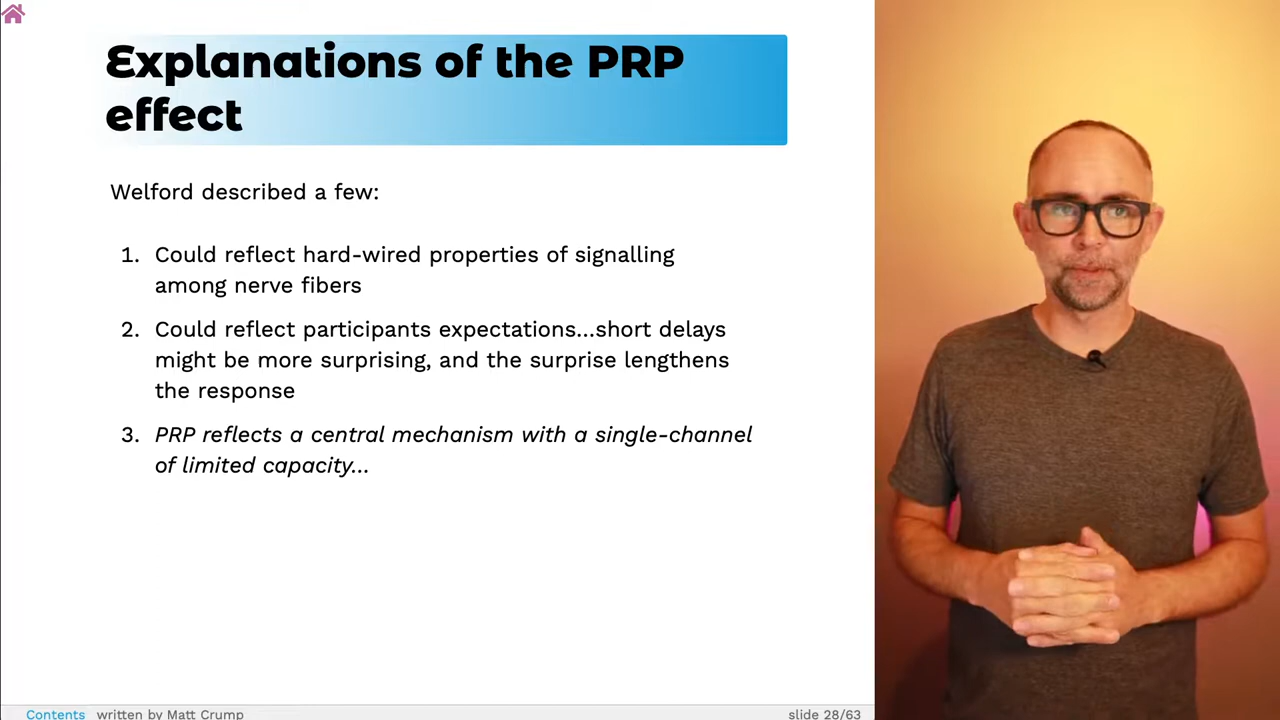 Explanations of the PRP
effect
Welford described a few:
1. Could reflect hard-wired properties of signalling
among nerve fibers
2. Could reflect participants expectations...short delays
might be more surprising, and the surprise lengthens
the response
3. PRP reflects a central mechanism with a single-channel
of limited capacity...
Contents written by Matt Crump slide 28/63